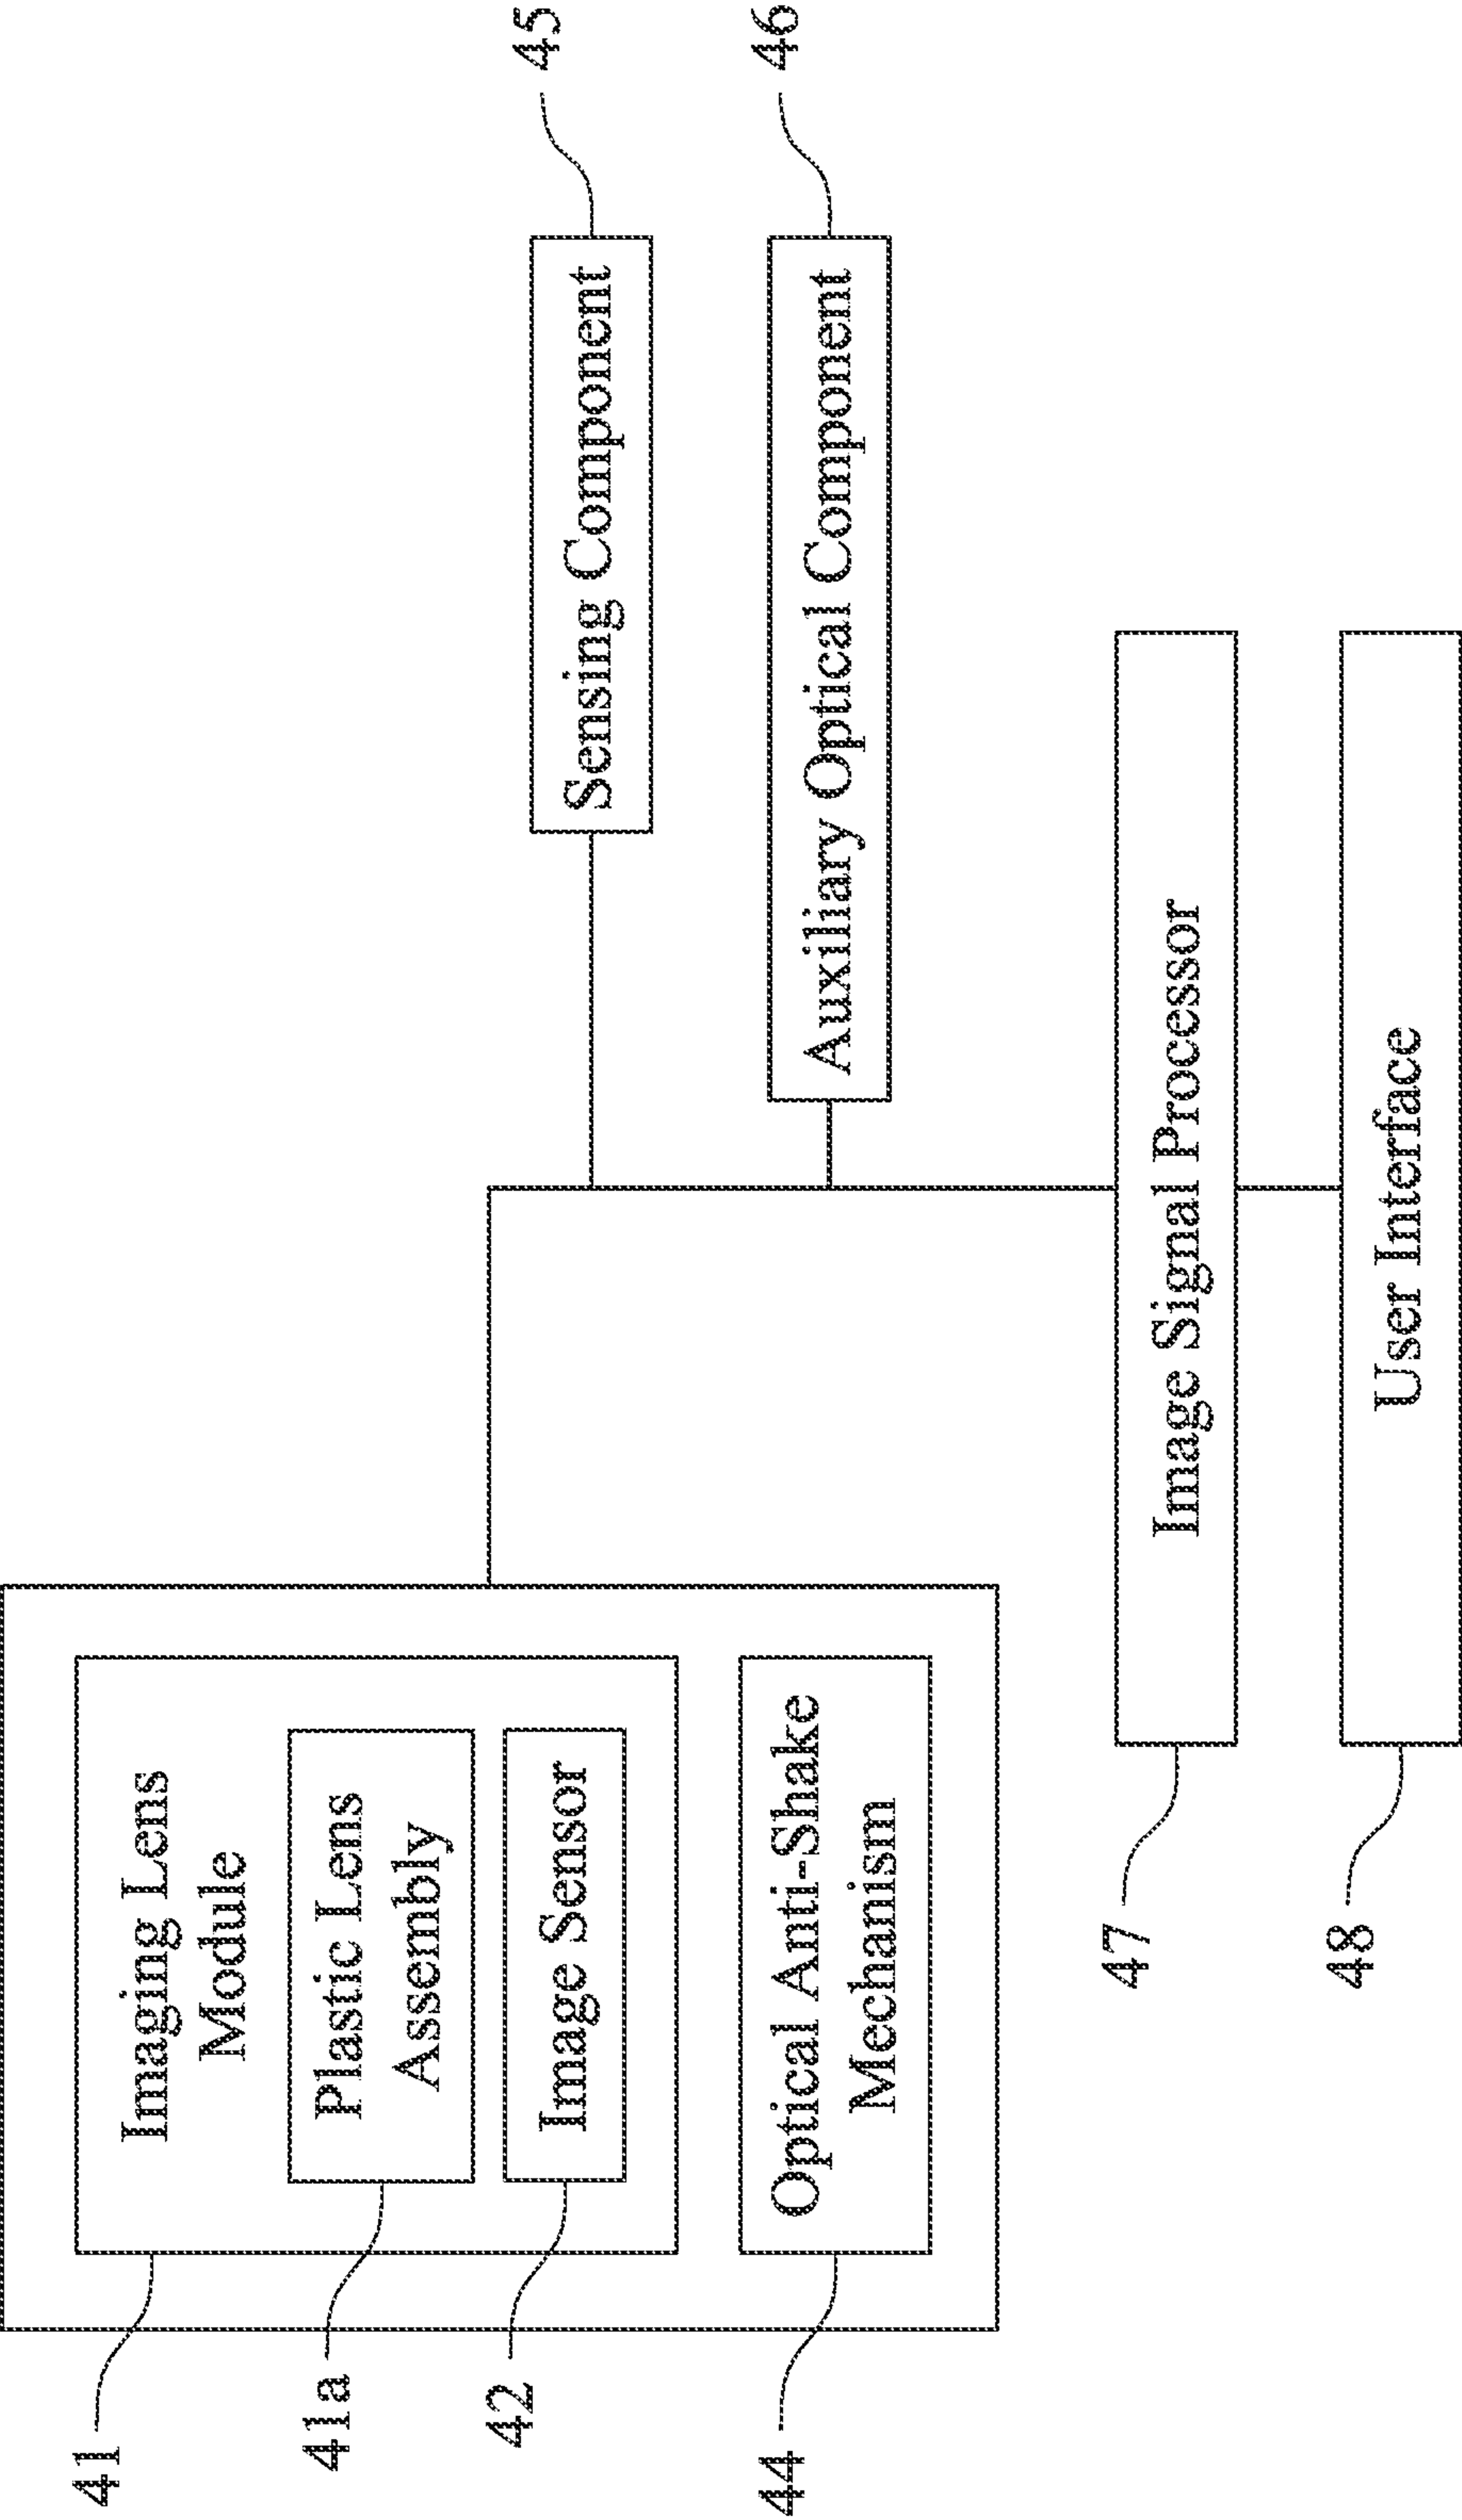 41
Imaging Lens
Module
41a
Plastic Lens
Assembly
42
Image Sensor
44
Optical Anti-Shake
Mechanism
Sensing Component
45
Auxiliary Optical Component
46
47
Image Signal Processor
48
User Interface